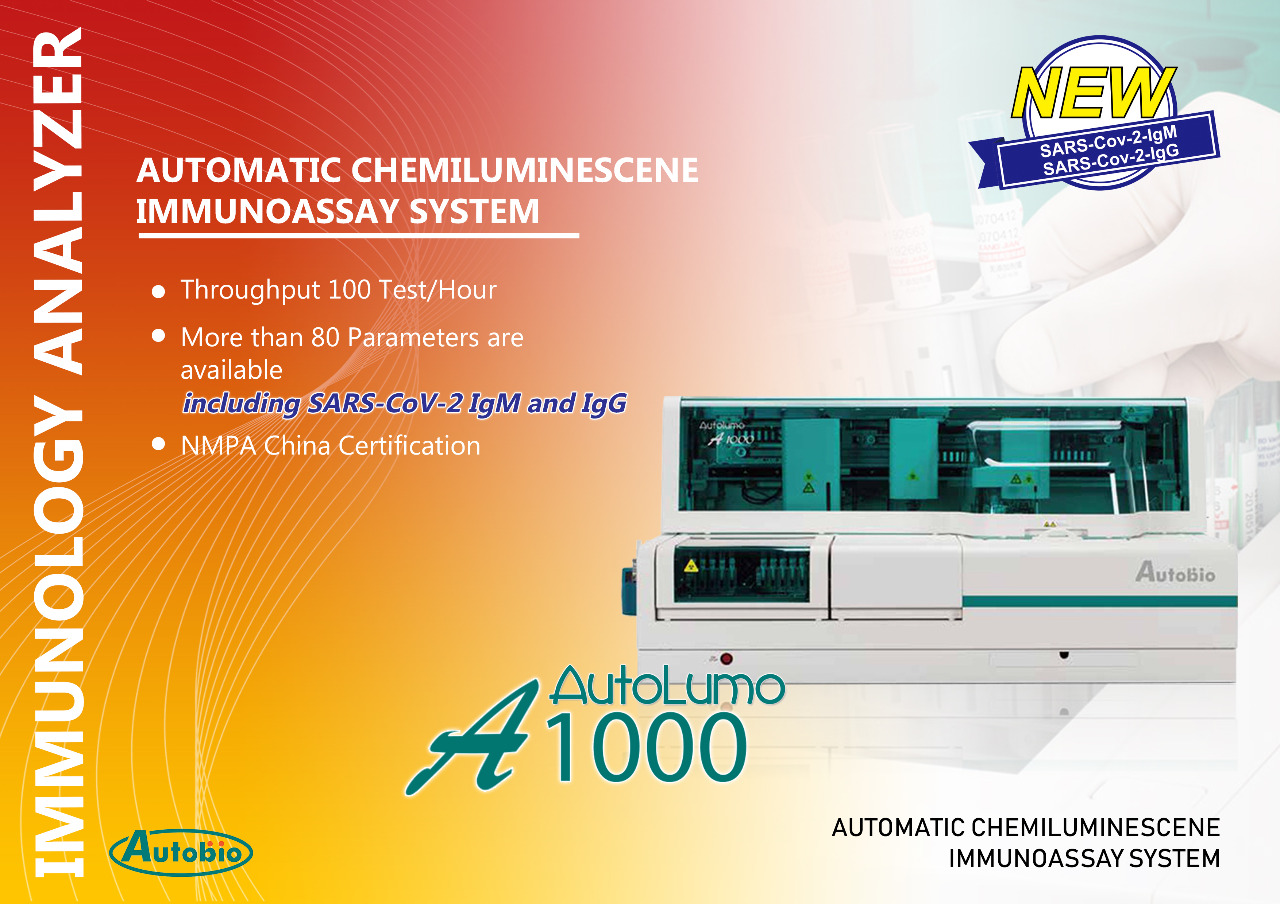 IMMUNOLOGY ANALYZER
NEW
SARS-Cov-2-IgM
SARS-Cov-2-IgG
AUTOMATIC CHEMILUMINESCENE
IMMUNOASSAY SYSTEM
Throughput 100 Test/Hour
More than 80 Parameters are
available
including SARS-CoV-2 IgM and IgG
NMPA China Certification
0070412
070412
AutoLumo
A 1000
Autobio
AutoLumo
A1000
Autobio
AUTOMATIC CHEMILUMINESCENE
IMMUNOASSAY SYSTEM